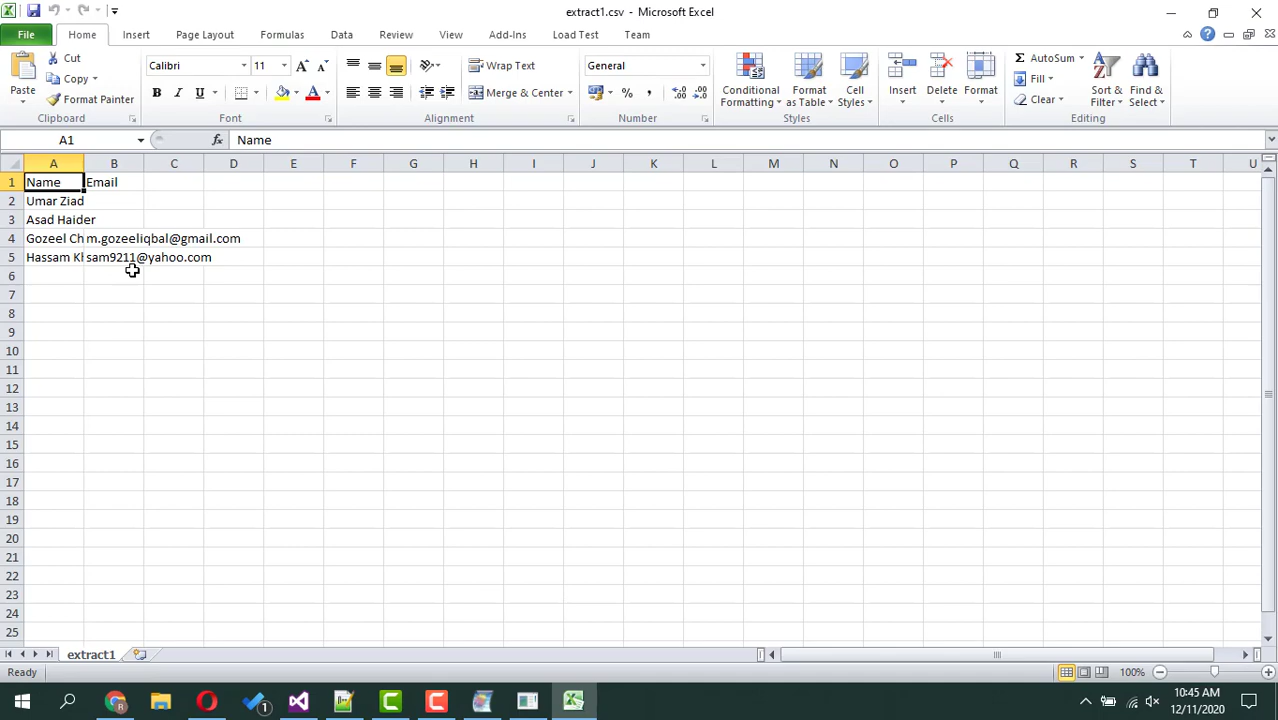 extract1.csv - Microsoft Excel
File Home Insert Page Layout Formulas Data Review View Add-Ins Load Test Team
Paste
Cut
Copy
Format Painter
Clipboard
Calibri 11
B I U
Font
Wrap Text
Merge & Center
Alignment
General
Number
Conditional Formatting
Format as Table
Cell Styles
Styles
Insert
Delete
Format
Cells
AutoSum
Fill
Clear
Sort & Filter
Find & Select
Editing
A1 fx Name
A B C D E F G H I J K L M N O P Q R S T U
1 Name Email
2 Umar Ziad
3 Asad Haider
4 Gozeel Ch m.gozeeliqbal@gmail.com
5 Hassam Kh sam9211@yahoo.com
6
7
8
9
10
11
12
13
14
15
16
17
18
19
20
21
22
23
24
25
extract1
Ready 100%
1
10:45 AM
12/11/2020